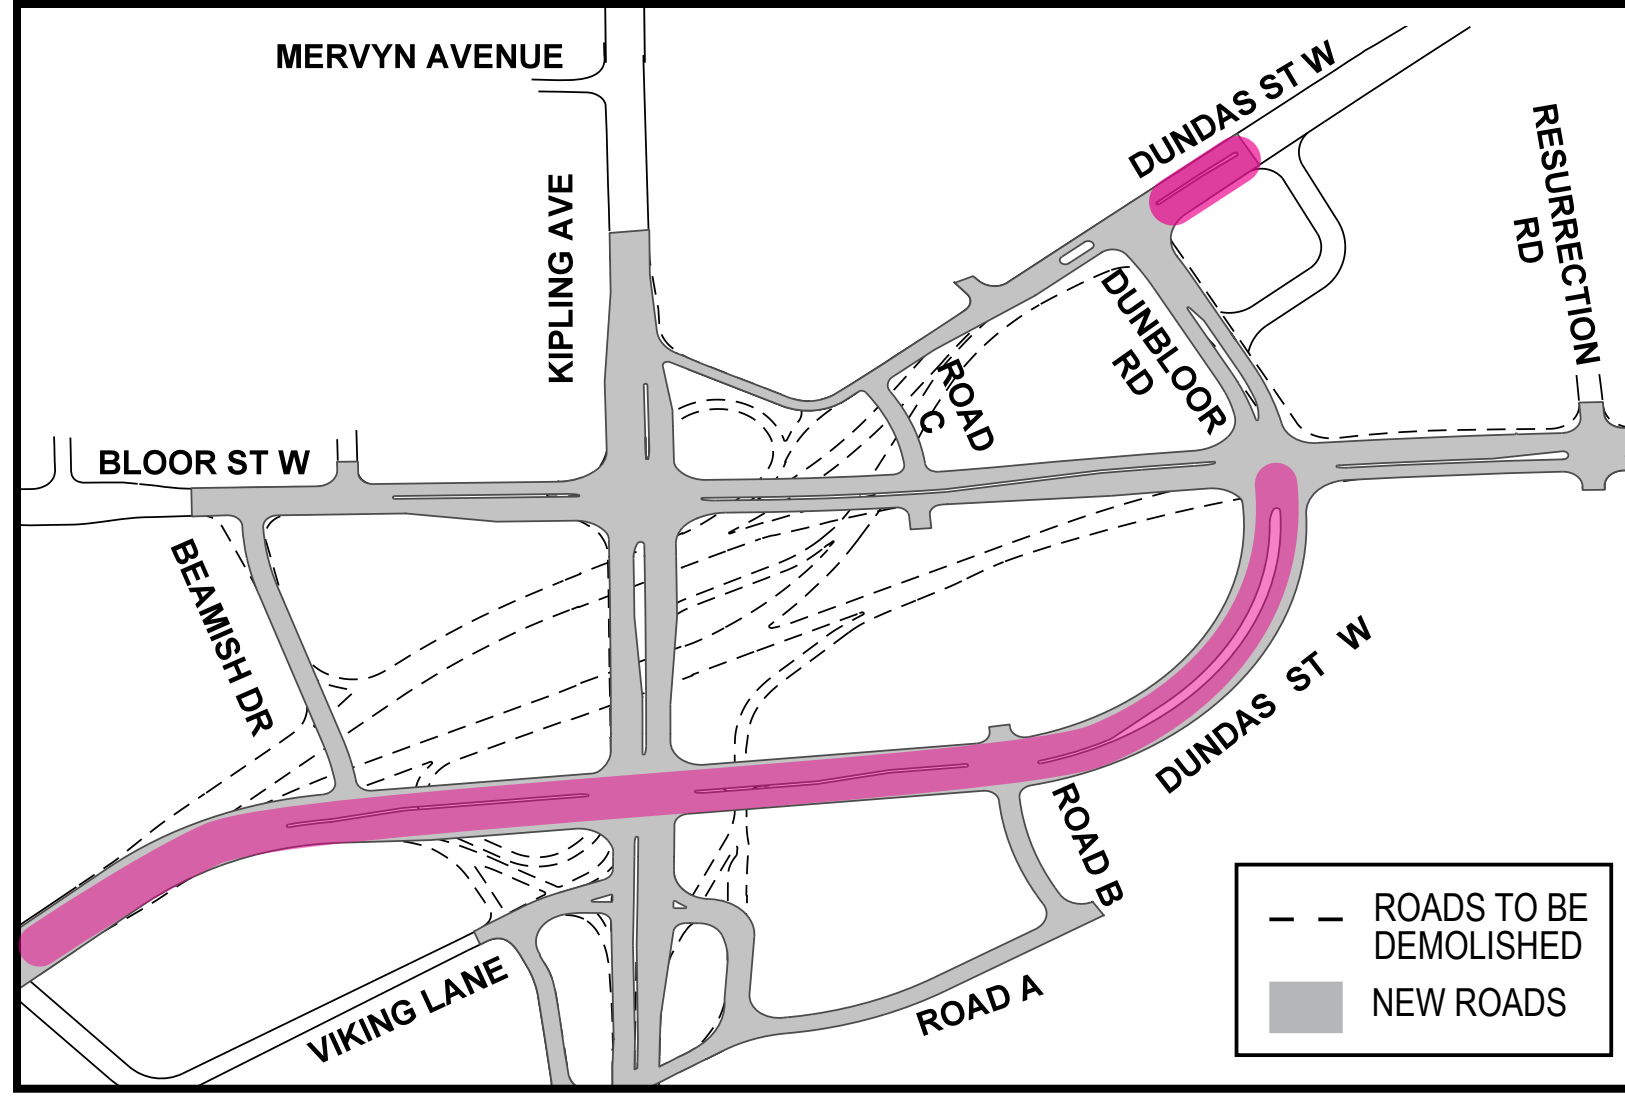 MERVYN AVENUE
DUNDAS ST W
RESURRECTION
RD
KIPLING AVE
DUNBLOOR
RD
ROAD
C
BLOOR ST W
BEAMISH DR
DUNDAS ST W
ROAD B
VIKING LANE
ROAD A
ROADS TO BE
DEMOLISHED
NEW ROADS